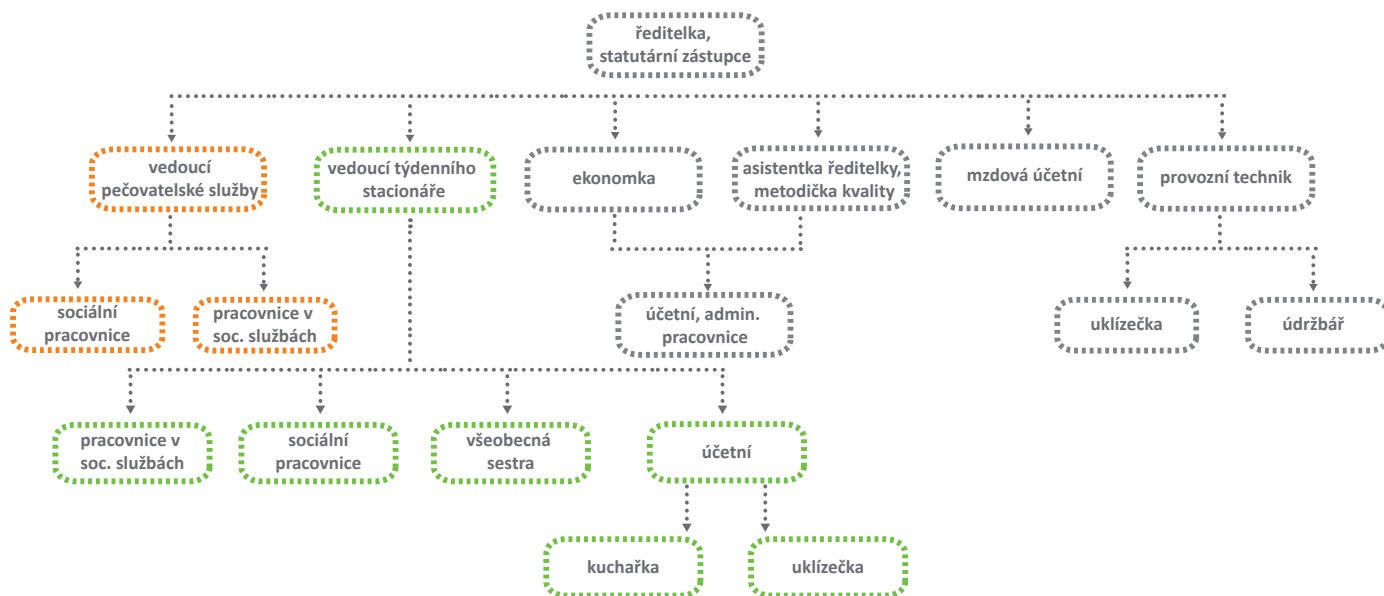 ředitelka,
statutární zástupce
vedoucí
pečovatelské služby
vedoucí týdenního
stacionáře
ekonomka
asistentka ředitelky,
metodička kvality
mzdová účetní
provozní technik
sociální
pracovnice
pracovnice v
soc. službách
účetní, admin.
pracovnice
uklízečka
údržbář
pracovnice v
soc. službách
sociální
pracovnice
všeobecná
sestra
účetní
kuchařka
uklízečka